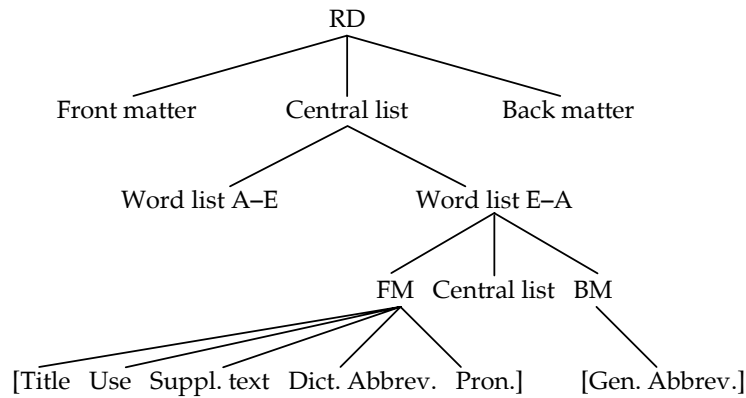 RD
Front matter Central list Back matter
Word list A–E Word list E–A
FM Central list BM
[Title Use Suppl. text Dict. Abbrev. Pron.] [Gen. Abbrev.]